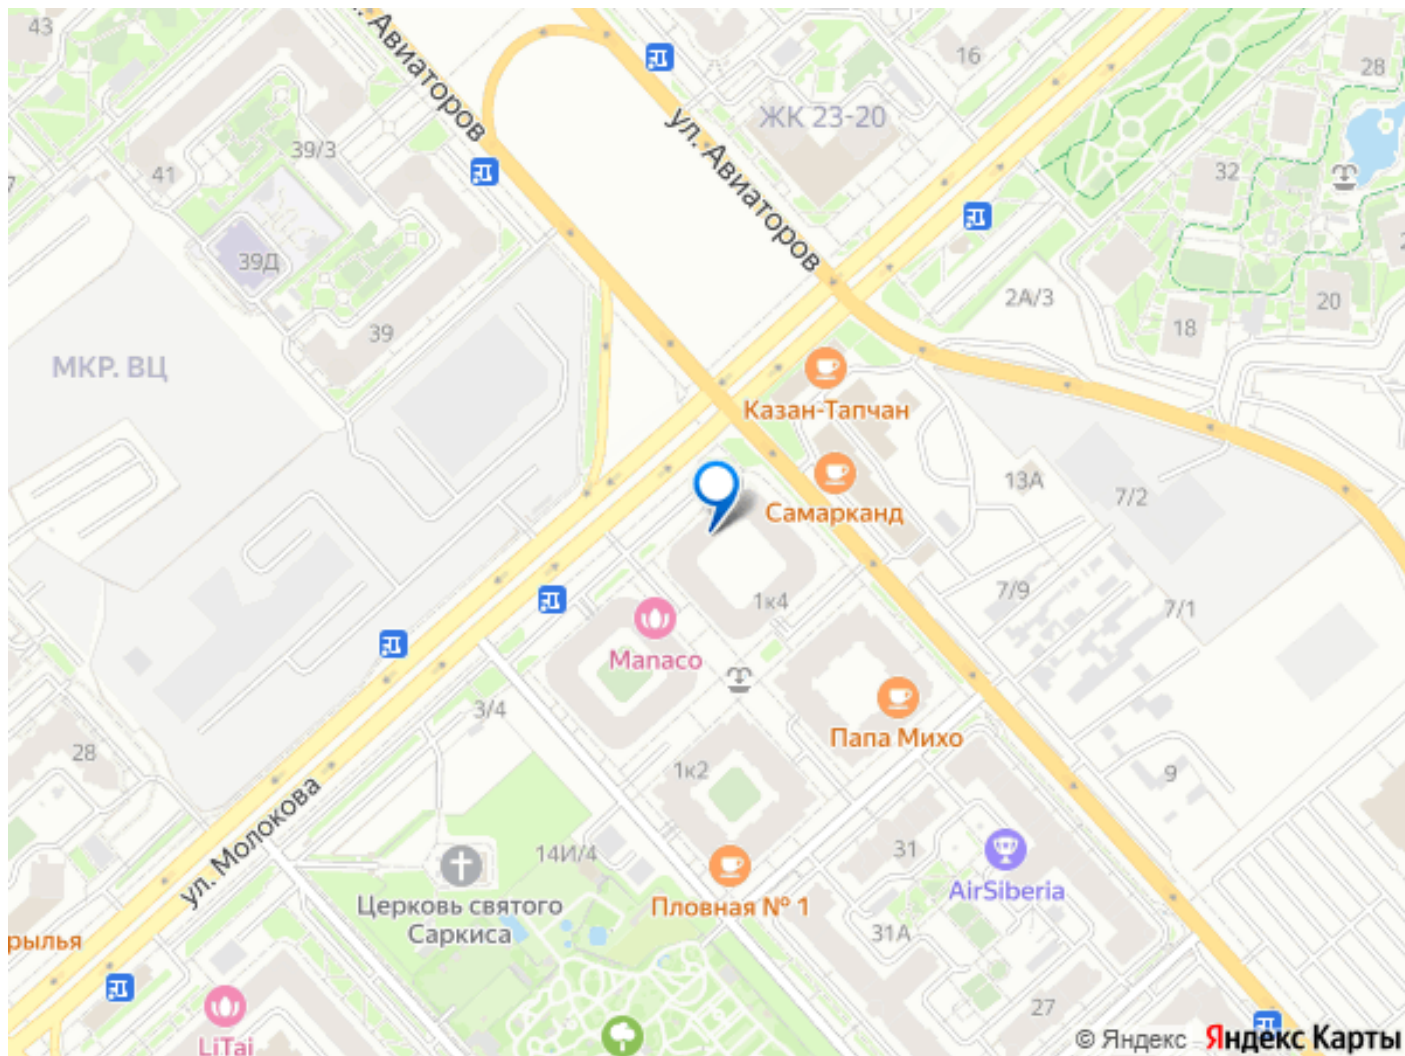 43
ул. Авиаторов
16
28
ЖК 23-20
ул. Авиаторов
39/3
41
32
39Д
2А/3
20
18
39
МКР. ВЦ
Казан-Тапчан
13А
7/2
Самарканд
7/9
7/1
1к4
Manaco
3/4
Папа Михо
28
1к2
9
ул. Молокова
14И/4
31
AirSiberia
Церковь святого
Саркиса
Пловная № 1
31А
рылья
27
LiTai
© Яндекс
Яндекс Карты